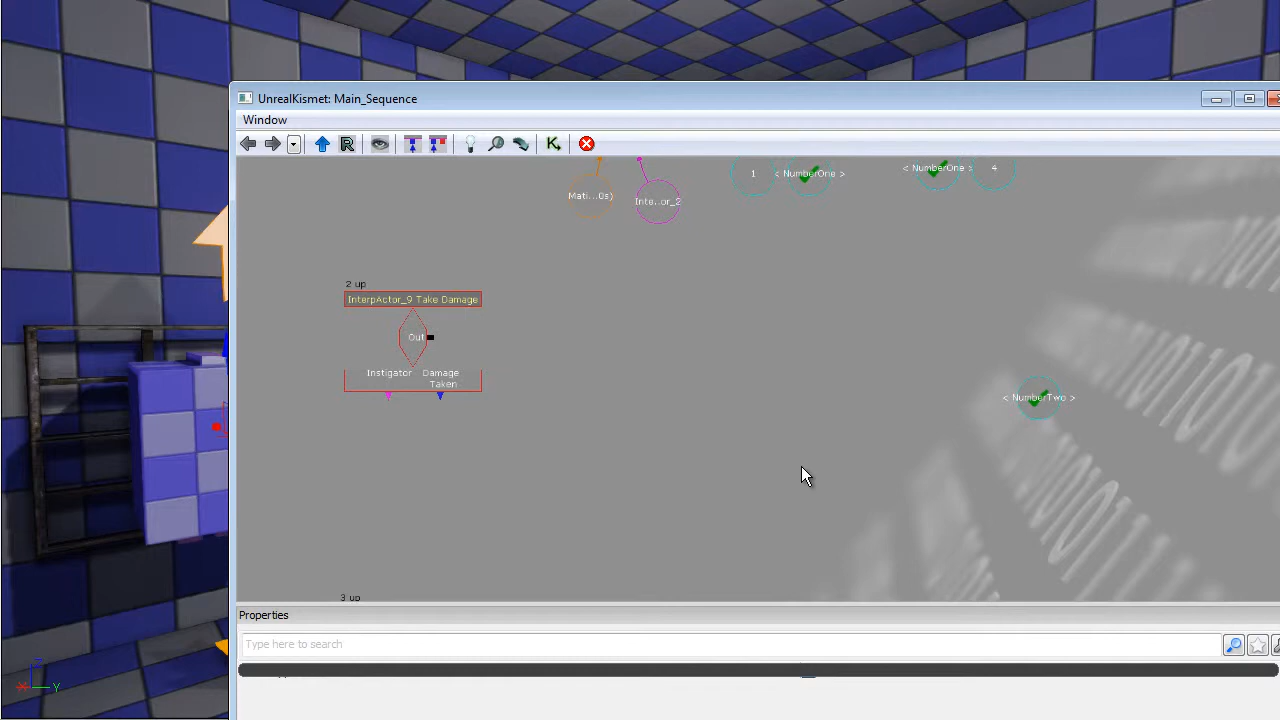 UnrealKismet: Main_Sequence
Window
R
K
Mati...0s)
Inte..or_2
1
< NumberOne >
< NumberOne >
4
2 up
InterpActor_9 Take Damage
Out
Instigator
Damage
Taken
< NumberTwo >
3 up
Properties
Type here to search
Z
X
Y